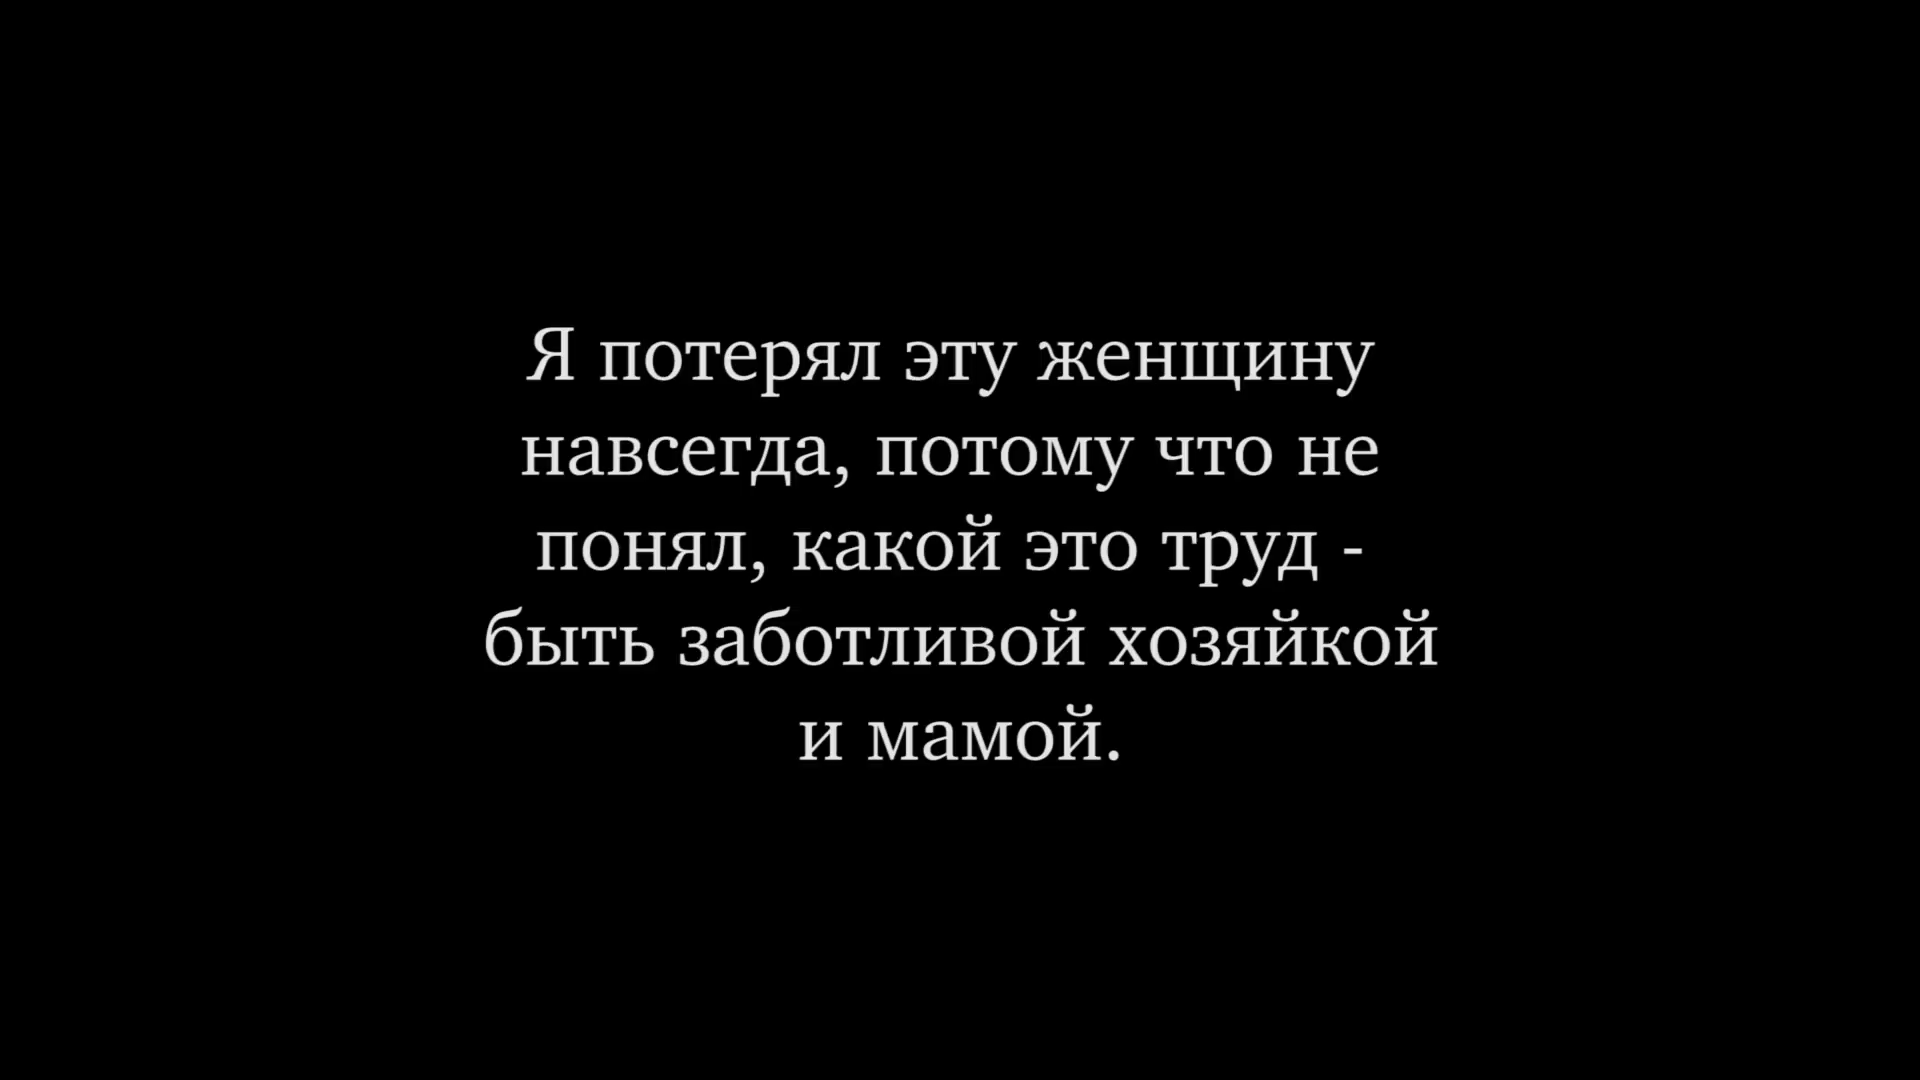 Я потерял эту женщину
навсегда, потому что не
понял, какой это труд -
быть заботливой хозяйкой
и мамой.